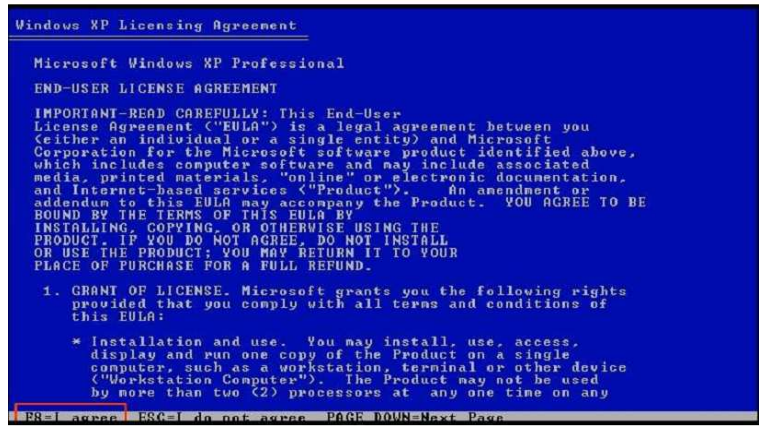 Windows XP Licensing Agreement
Microsoft Windows XP Professional
END-USER LICENSE AGREEMENT
IMPORTANT-READ CAREFULLY: This End-User
License Agreement ("EULA") is a legal agreement between you
(either an individual or a single entity) and Microsoft
Corporation for the Microsoft software product identified above,
which includes computer software and may include associated
media, printed materials, "online" or electronic documentation,
and Internet-based services ("Product"). An amendment or
addendum to this EULA may accompany the Product. YOU AGREE TO BE
BOUND BY THE TERMS OF THIS EULA BY
INSTALLING, COPYING, OR OTHERWISE USING THE
PRODUCT. IF YOU DO NOT AGREE, DO NOT INSTALL
OR USE THE PRODUCT; YOU MAY RETURN IT TO YOUR
PLACE OF PURCHASE FOR A FULL REFUND.
1. GRANT OF LICENSE. Microsoft grants you the following rights
provided that you comply with all terms and conditions of
this EULA:
* Installation and use. You may install, use, access,
display and run one copy of the Product on a single
computer, such as a workstation, terminal or other device
("Workstation Computer"). The Product may not be used
by more than two (2) processors at any one time on any
F8=I agree ESC=I do not agree PAGE DOWN=Next Page